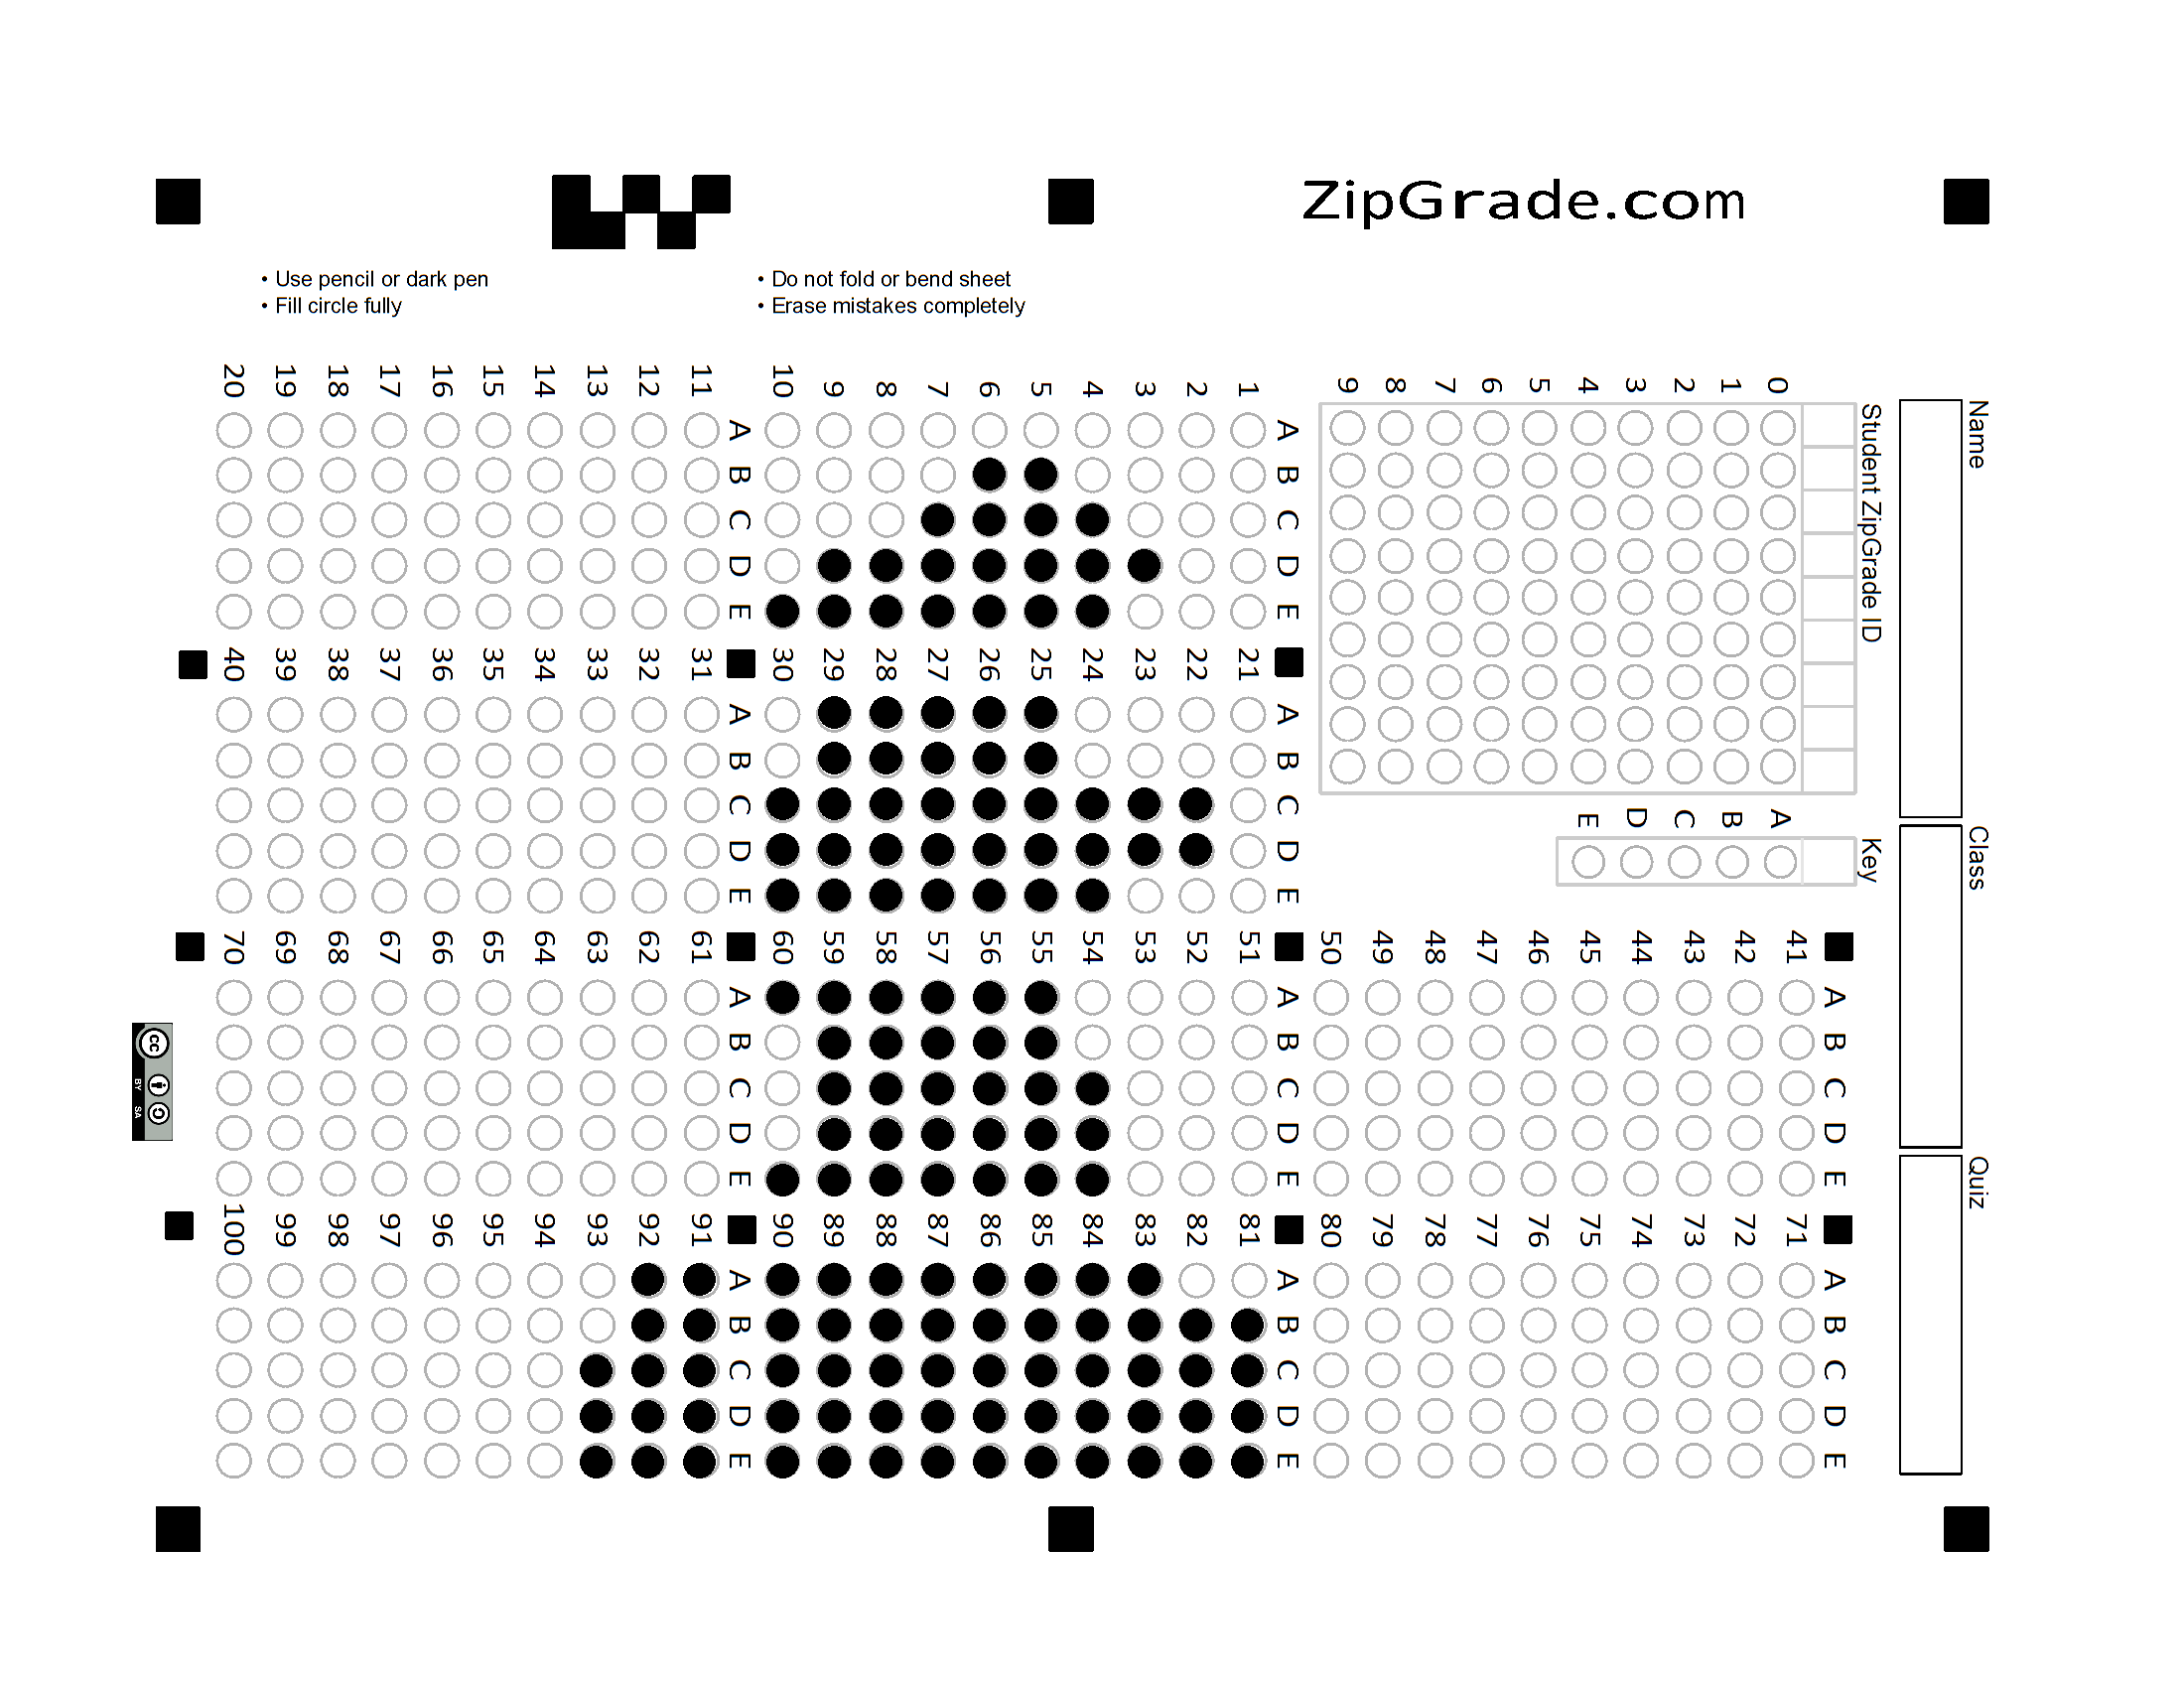 ZipGrade.com
• Use pencil or dark pen
• Fill circle fully
• Do not fold or bend sheet
• Erase mistakes completely
Name
Class
Quiz
Student ZipGrade ID
0 1 2 3 4 5 6 7 8 9
Key
A B C D E
1 2 3 4 5 6 7 8 9 10
A B C D E
11 12 13 14 15 16 17 18 19 20
A B C D E
21 22 23 24 25 26 27 28 29 30
A B C D E
31 32 33 34 35 36 37 38 39 40
A B C D E
41 42 43 44 45 46 47 48 49 50
A B C D E
51 52 53 54 55 56 57 58 59 60
A B C D E
61 62 63 64 65 66 67 68 69 70
A B C D E
71 72 73 74 75 76 77 78 79 80
A B C D E
81 82 83 84 85 86 87 88 89 90
A B C D E
91 92 93 94 95 96 97 98 99 100
A B C D E
cc
BY SA